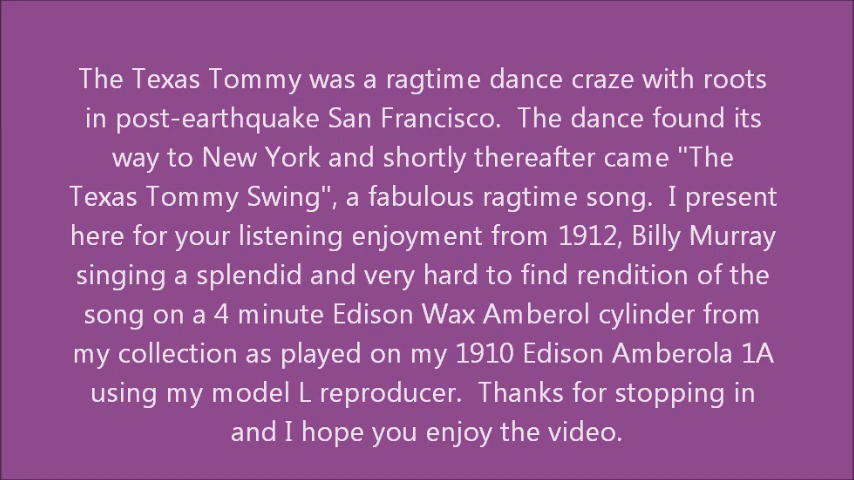 The Texas Tommy was a ragtime dance craze with roots
in post-earthquake San Francisco.  The dance found its
way to New York and shortly thereafter came "The
Texas Tommy Swing", a fabulous ragtime song.  I present
here for your listening enjoyment from 1912, Billy Murray
singing a splendid and very hard to find rendition of the
song on a 4 minute Edison Wax Amberol cylinder from
my collection as played on my 1910 Edison Amberola 1A
using my model L reproducer.  Thanks for stopping in
and I hope you enjoy the video.